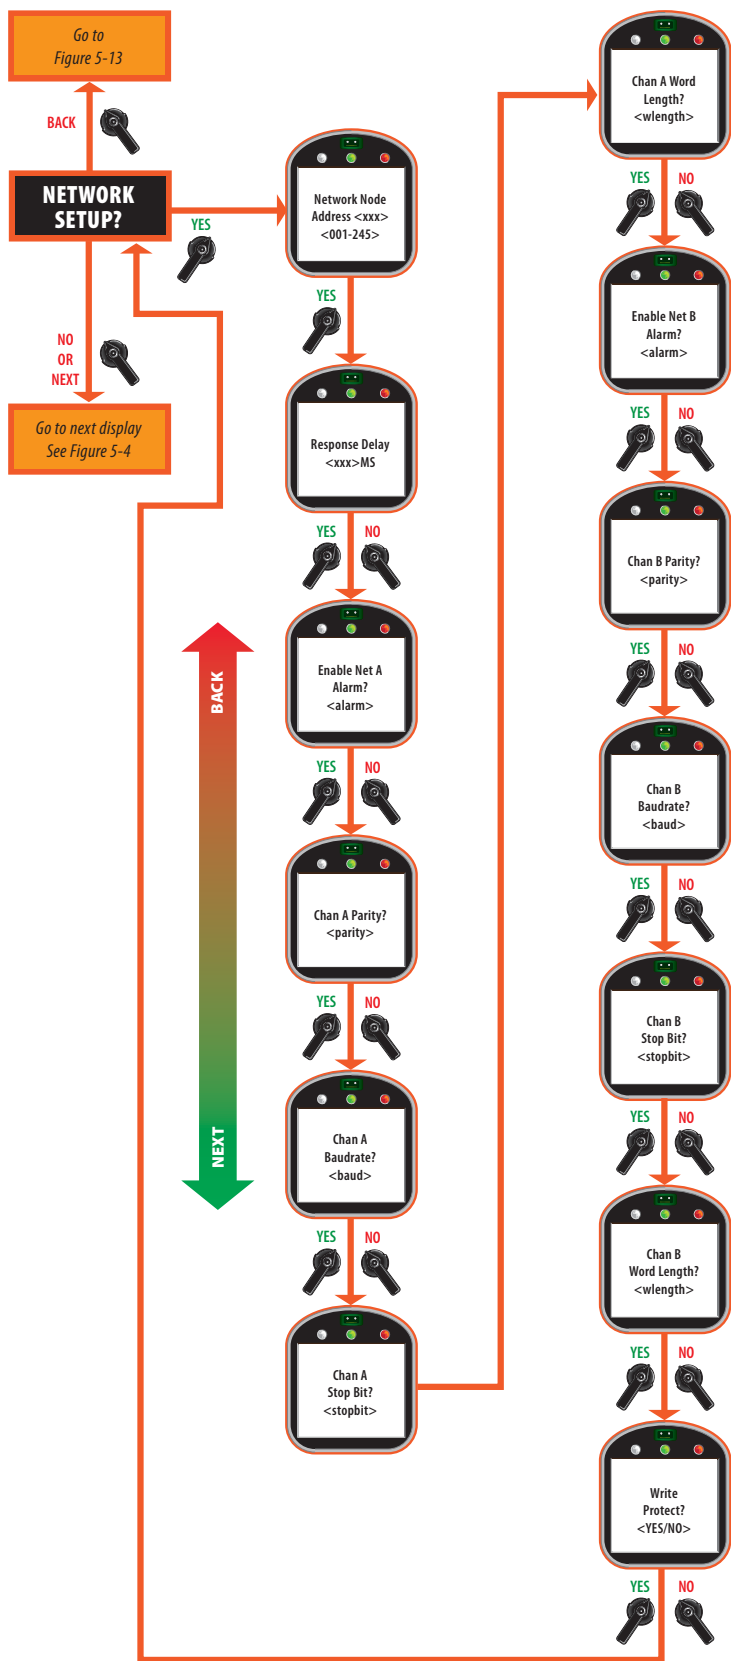 Go to
Figure 5-13
BACK
NETWORK
SETUP?
YES
NO
OR
NEXT
Go to next display
See Figure 5-4
Network Node
Address <xxx>
<001-245>
YES
Response Delay
<xxx>MS
YES NO
Enable Net A
Alarm?
<alarm>
YES NO
Chan A Parity?
<parity>
YES NO
Chan A
Baudrate?
<baud>
YES NO
Chan A
Stop Bit?
<stopbit>
BACK
NEXT
Chan A Word
Length?
<wlength>
YES NO
Enable Net B
Alarm?
<alarm>
YES NO
Chan B Parity?
<parity>
YES NO
Chan B
Baudrate?
<baud>
YES NO
Chan B
Stop Bit?
<stopbit>
YES NO
Chan B
Word Length?
<wlength>
YES NO
Write
Protect?
<YES/NO>
YES NO